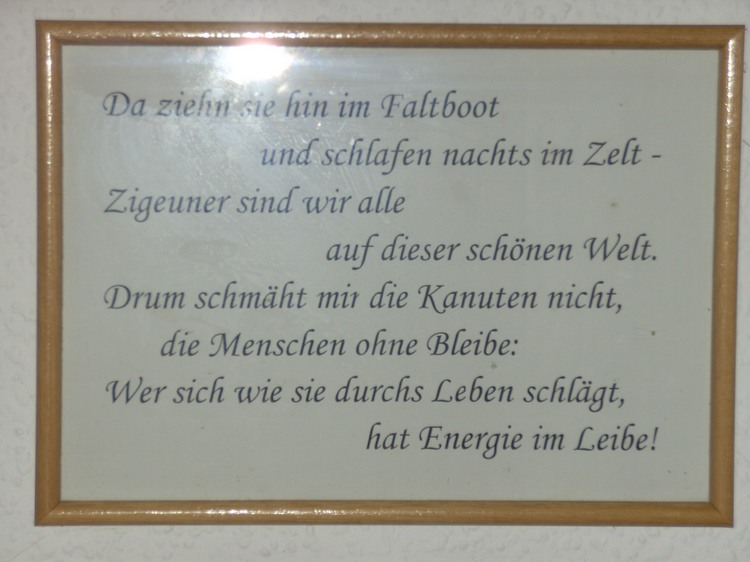 Da ziehn sie hin im Faltboot
und schlafen nachts im Zelt -
Zigeuner sind wir alle
auf dieser schönen Welt.
Drum schmäht mir die Kanuten nicht,
die Menschen ohne Bleibe:
Wer sich wie sie durchs Leben schlägt,
hat Energie im Leibe!